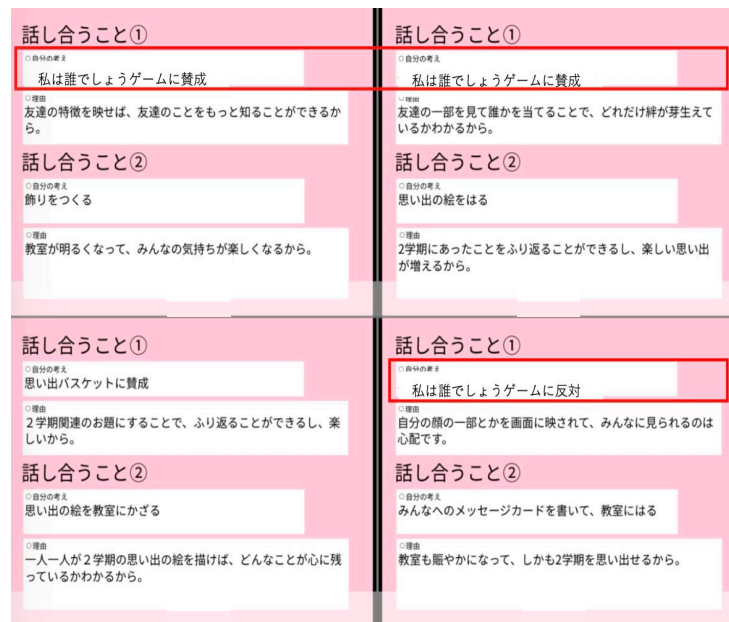 話し合うこと①
○自分の考え
私は誰でしょうゲームに賛成
○理由
友達の特徴を映せば、友達のことをもっと知ることができるか
ら。
話し合うこと②
○自分の考え
飾りをつくる
○理由
教室が明るくなって、みんなの気持ちが楽しくなるから。
話し合うこと①
○自分の考え
私は誰でしょうゲームに賛成
○理由
友達の一部を見て誰かを当てることで、どれだけ絆が芽生えて
いるかわかるから。
話し合うこと②
○自分の考え
思い出の絵をはる
○理由
2学期にあったことをふり返ることができるし、楽しい思い出
が増えるから。
話し合うこと①
○自分の考え
思い出バスケットに賛成
○理由
２学期関連のお題にすることで、ふり返ることができるし、楽
しいから。
話し合うこと②
○自分の考え
思い出の絵を教室にかざる
○理由
一人一人が２学期の思い出の絵を描けば、どんなことが心に残
っているかわかるから。
話し合うこと①
○自分の考え
私は誰でしょうゲームに反対
○理由
自分の顔の一部とかを画面に映されて、みんなに見られるのは
心配です。
話し合うこと②
○自分の考え
みんなへのメッセージカードを書いて、教室にはる
○理由
教室も賑やかになって、しかも2学期を思い出せるから。